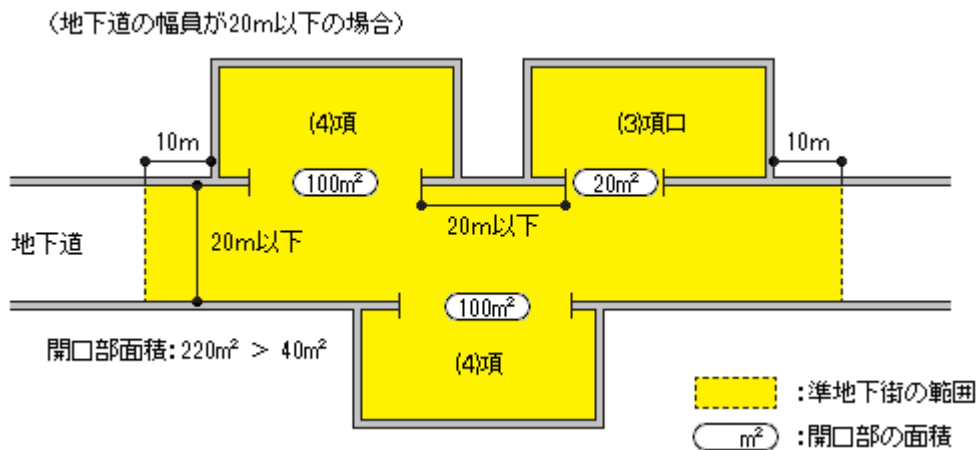 (地下道の幅員が20m以下の場合)
(4)項
(3)項ロ
10m
10m
100m²
20m²
20m以下
地下道
20m以下
100m²
開口部面積:220m² > 40m²
(4)項
:準地下街の範囲
m² :開口部の面積